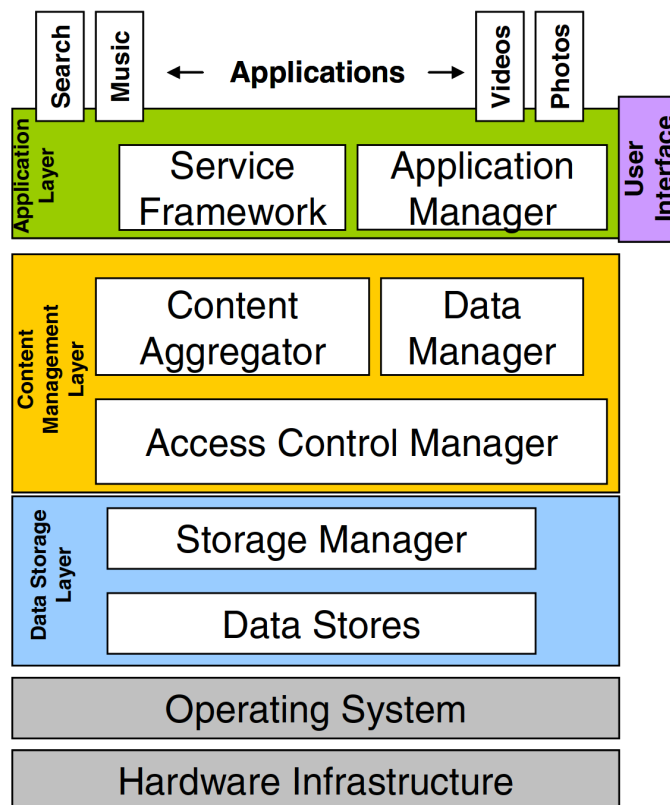 Search
Music
Applications
Videos
Photos
Application
Layer
Service
Framework
Application
Manager
User
Interface
Content
Management
Layer
Content
Aggregator
Data
Manager
Access Control Manager
Data Storage
Layer
Storage Manager
Data Stores
Operating System
Hardware Infrastructure